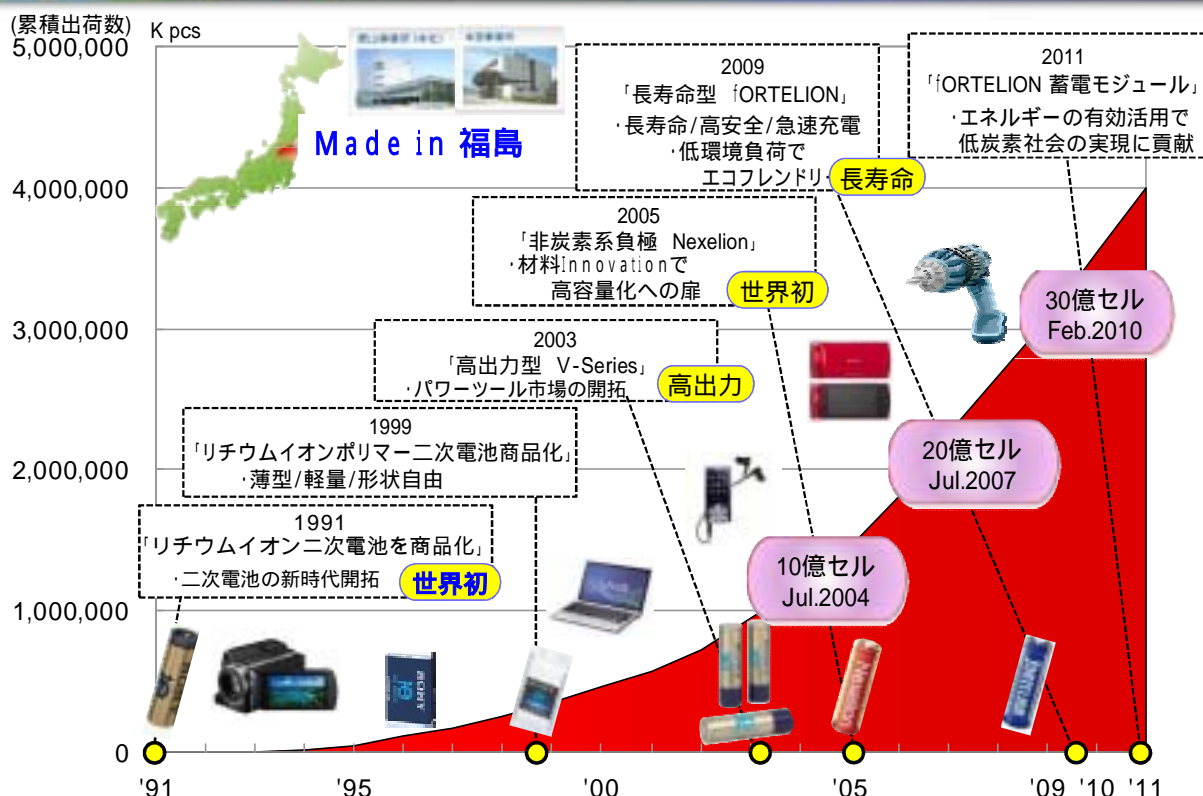 (累積出荷数) K pcs
5,000,000
4,000,000
3,000,000
2,000,000
1,000,000
0
Made in 福島
2009
「長寿命型 fORTELION」
・長寿命/高安全/急速充電
・低環境負荷で
エコフレンドリ・
長寿命
2011
「fORTELION 蓄電モジュール」
・エネルギーの有効活用で
低炭素社会の実現に貢献
2005
「非炭素系負極 Nexelion」
・材料Innovationで
高容量化への扉
世界初
2003
「高出力型 V-Series」
・パワーツール市場の開拓
高出力
1999
「リチウムイオンポリマー二次電池商品化」
・薄型/軽量/形状自由
1991
「リチウムイオン二次電池を商品化」
・二次電池の新時代開拓
世界初
30億セル
Feb.2010
20億セル
Jul.2007
10億セル
Jul.2004
'91 '95 '00 '05 '09 '10 '11